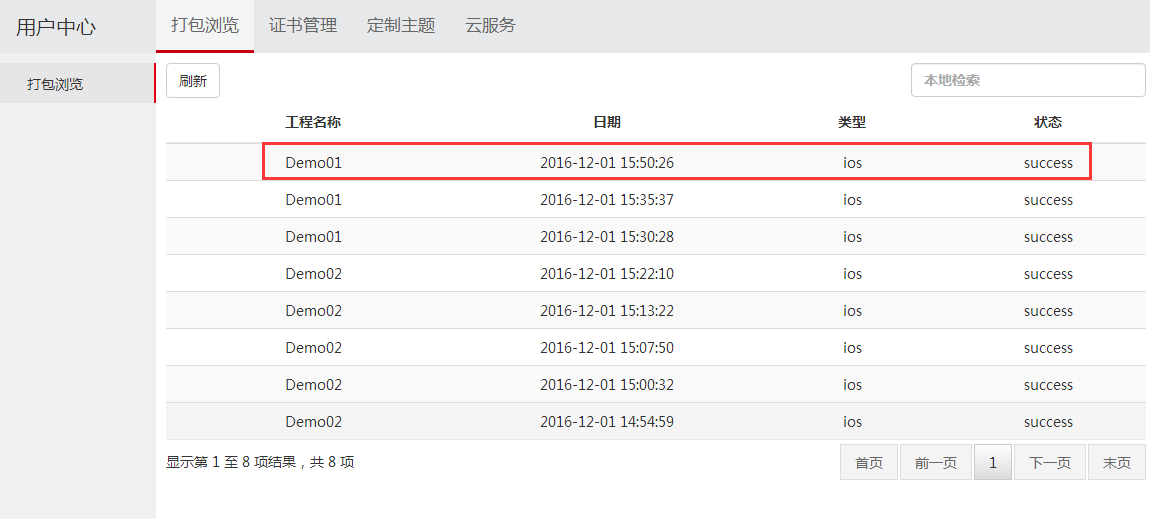 用户中心 打包浏览 证书管理 定制主题 云服务
打包浏览 刷新 本地检索
工程名称 日期 类型 状态
Demo01 2016-12-01 15:50:26 ios success
Demo01 2016-12-01 15:35:37 ios success
Demo01 2016-12-01 15:30:28 ios success
Demo02 2016-12-01 15:22:10 ios success
Demo02 2016-12-01 15:13:22 ios success
Demo02 2016-12-01 15:07:50 ios success
Demo02 2016-12-01 15:00:32 ios success
Demo02 2016-12-01 14:54:59 ios success
显示第 1 至 8 项结果，共 8 项 首页 前一页 1 下一页 末页